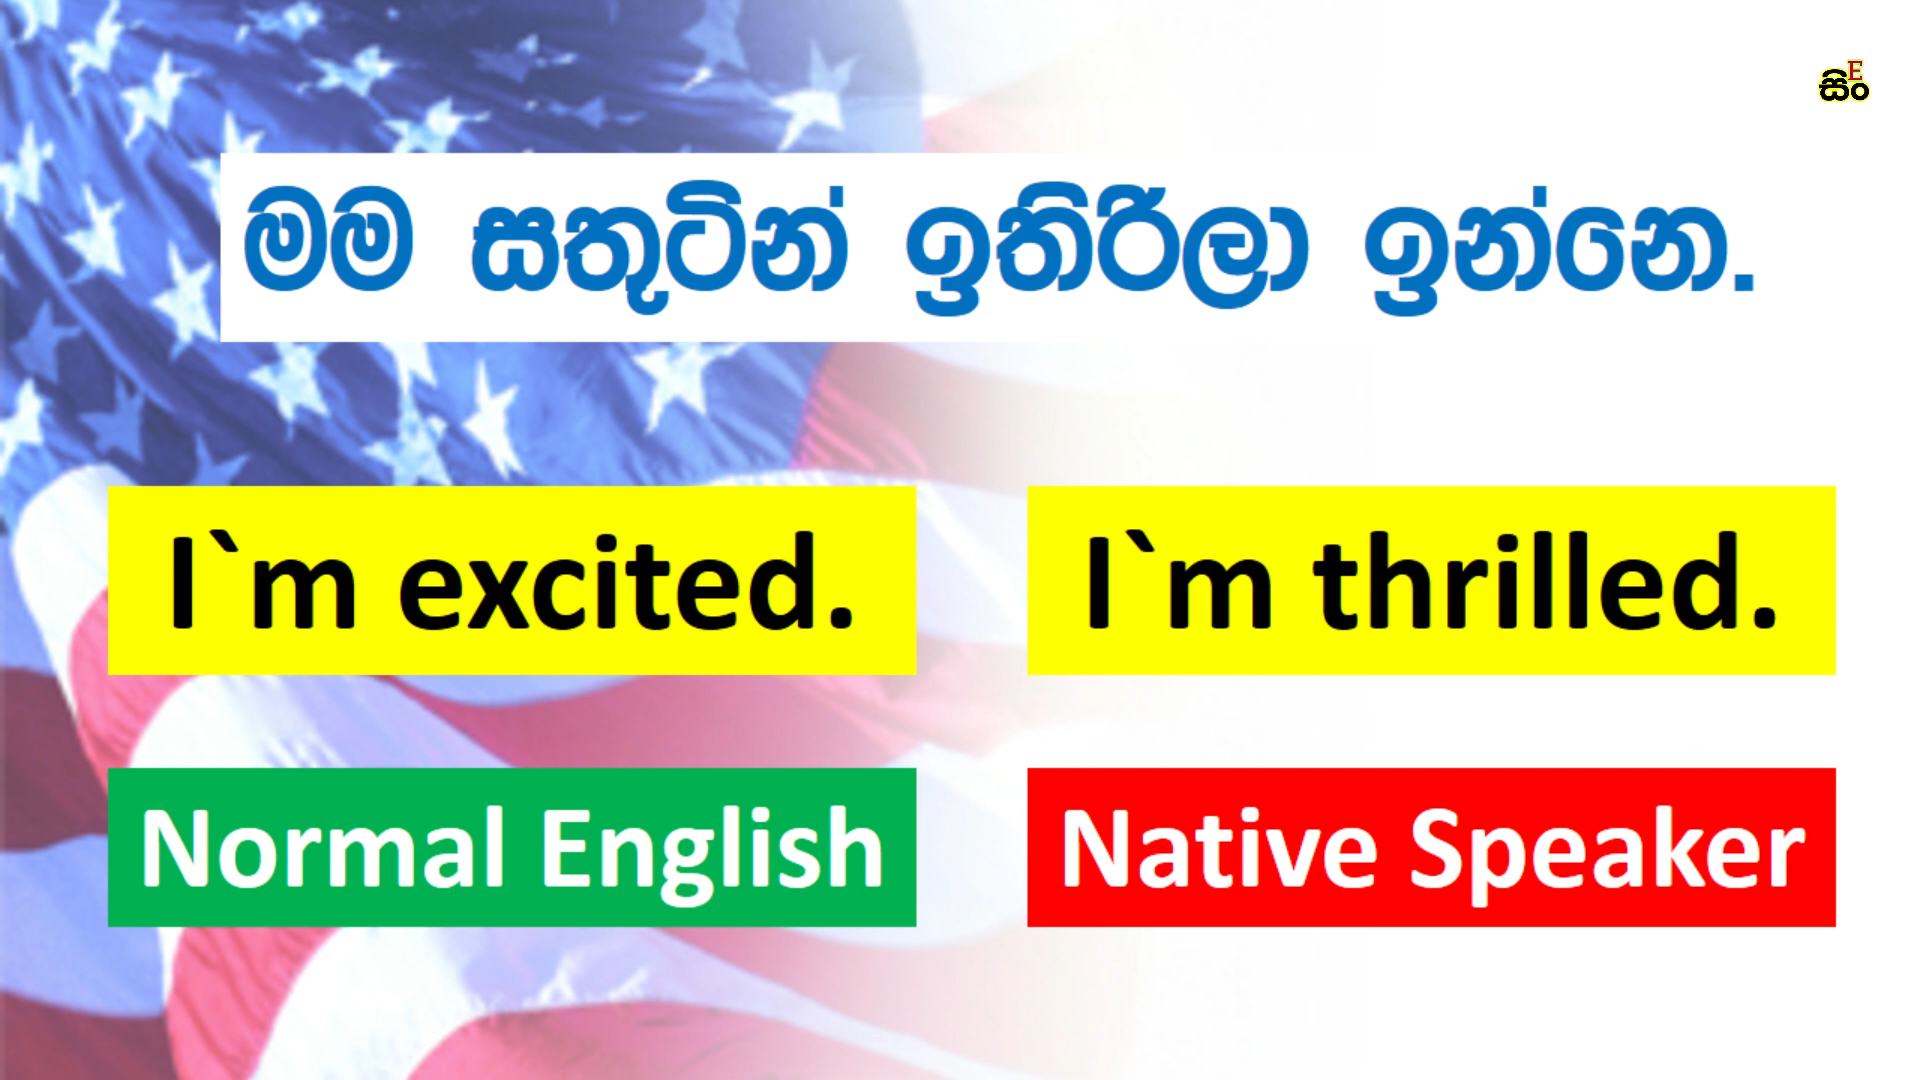 සිං
E
මම සතුටින් ඉතිරිලා ඉන්නෙ.
I`m excited.
I`m thrilled.
Normal English
Native Speaker